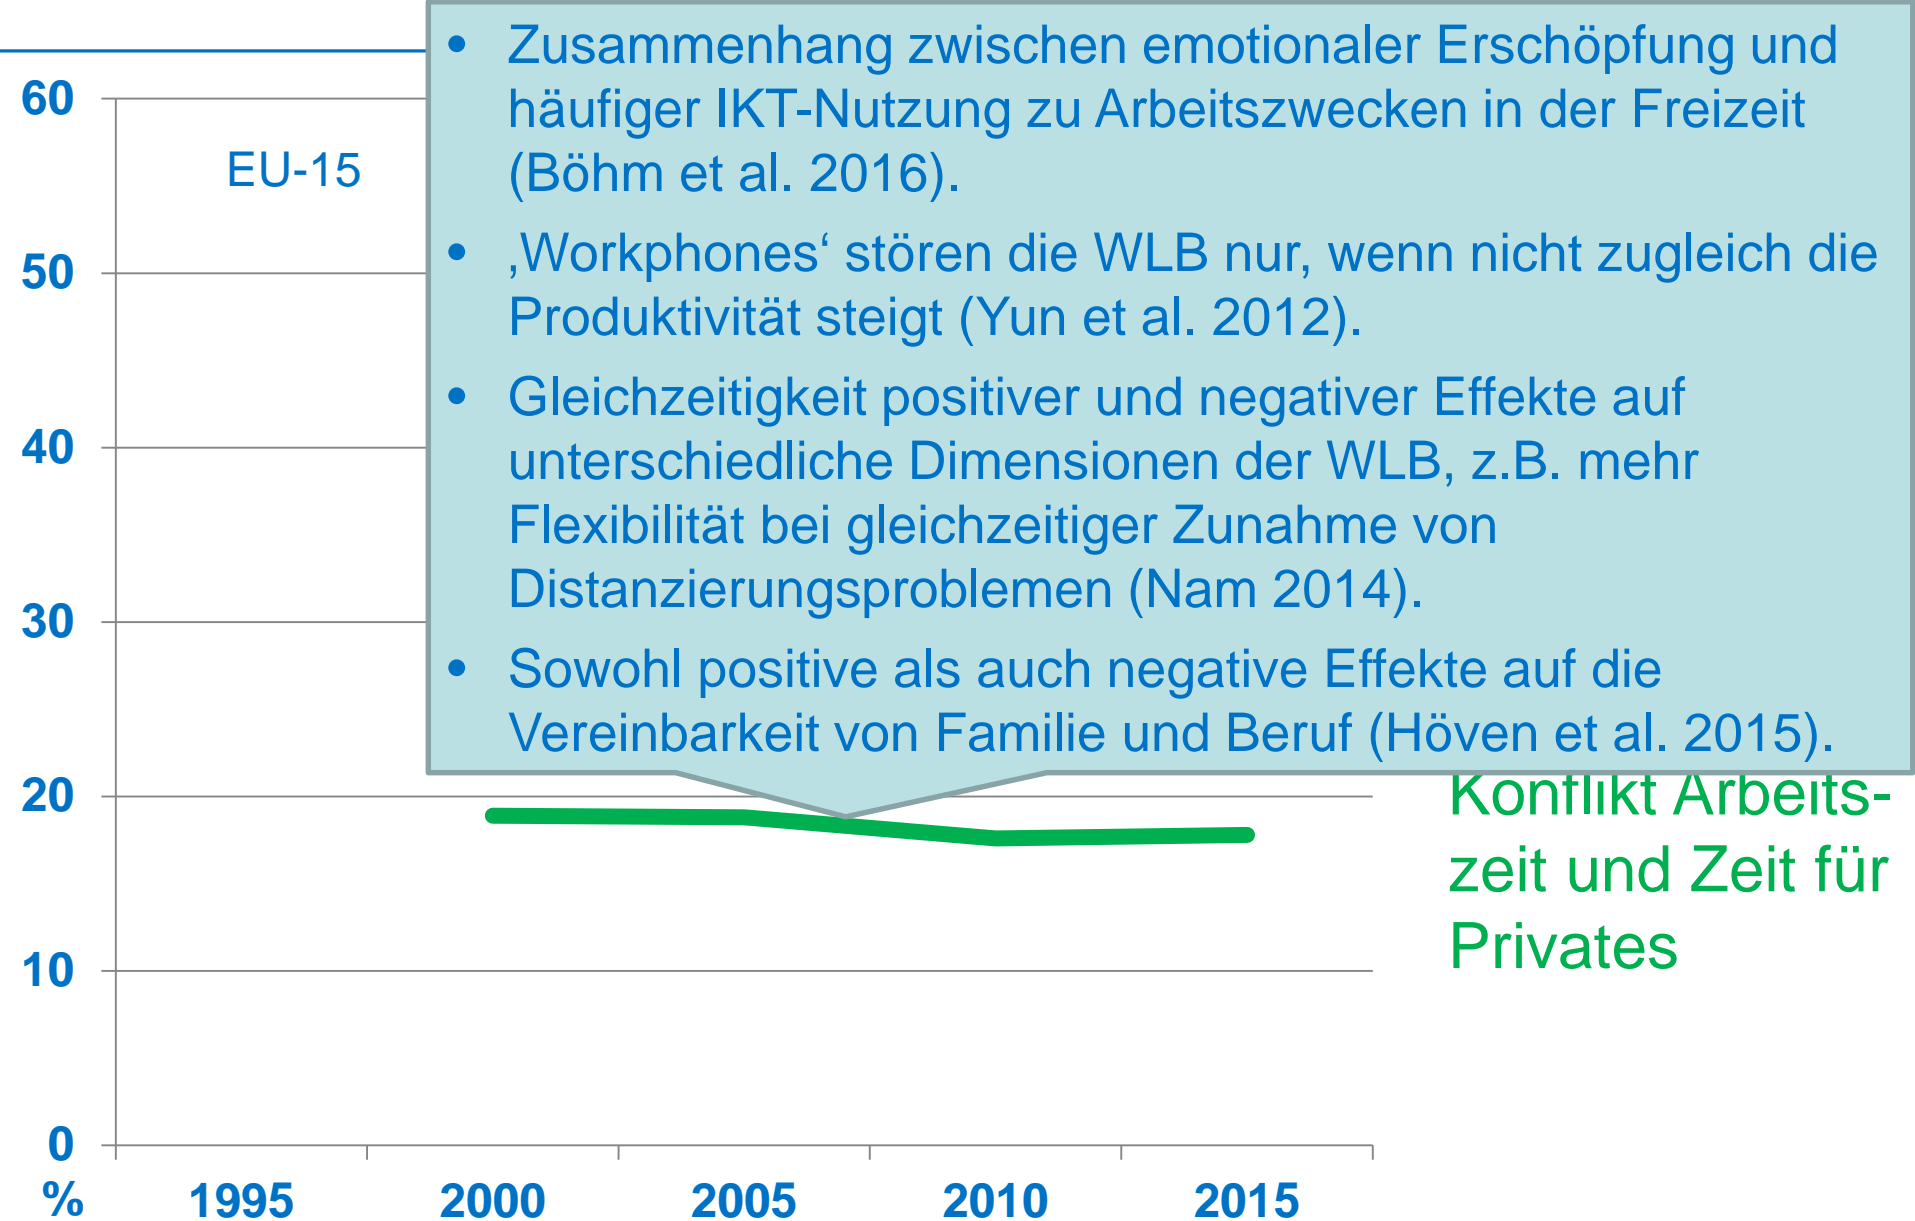 • Zusammenhang zwischen emotionaler Erschöpfung und
häufiger IKT-Nutzung zu Arbeitszwecken in der Freizeit
(Böhm et al. 2016).
• ‚Workphones‘ stören die WLB nur, wenn nicht zugleich die
Produktivität steigt (Yun et al. 2012).
• Gleichzeitigkeit positiver und negativer Effekte auf
unterschiedliche Dimensionen der WLB, z.B. mehr
Flexibilität bei gleichzeitiger Zunahme von
Distanzierungsproblemen (Nam 2014).
• Sowohl positive als auch negative Effekte auf die
Vereinbarkeit von Familie und Beruf (Höven et al. 2015).
EU-15
60
50
40
30
20
10
0
%
1995 2000 2005 2010 2015
Konflikt Arbeits-
zeit und Zeit für
Privates